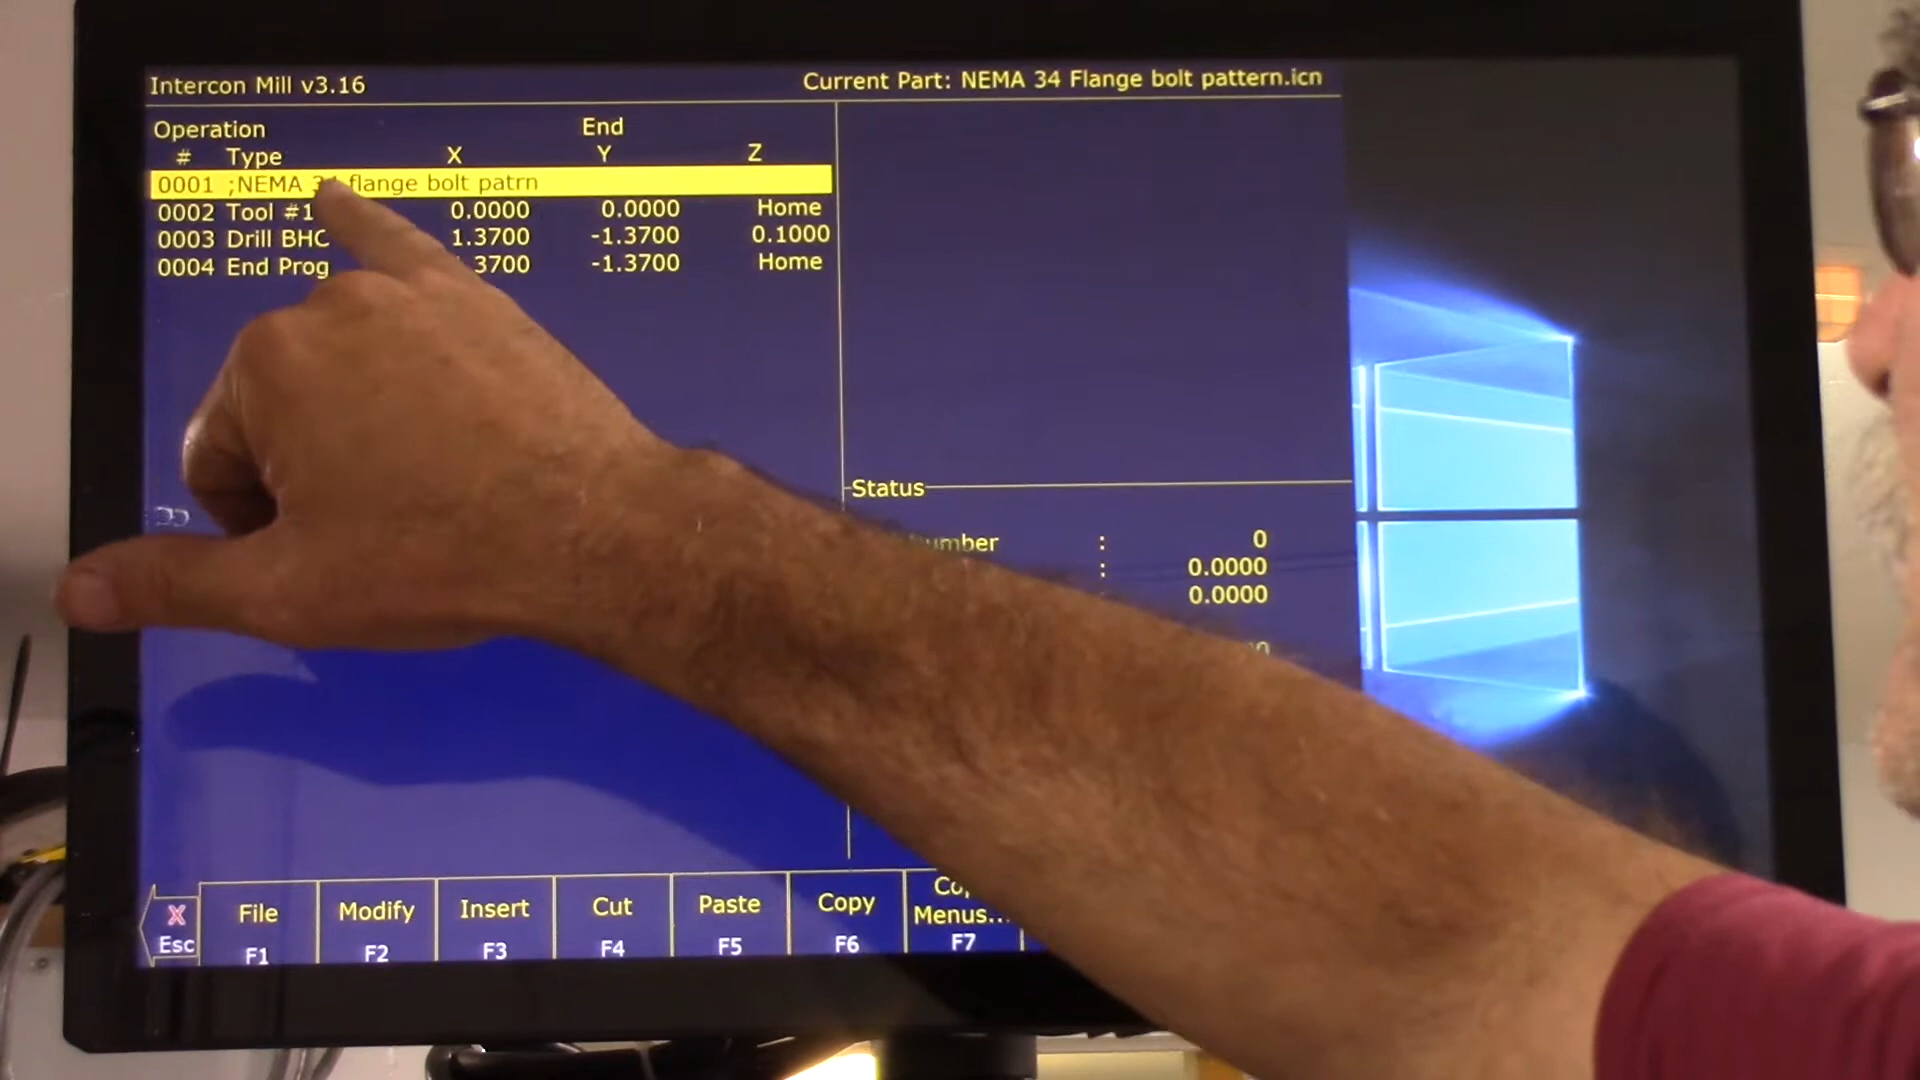 Intercon Mill v3.16
Current Part: NEMA 34 Flange bolt pattern.icn
Operation End
# Type X Y Z
0001 ;NEMA 34 flange bolt patrn
0002 Tool #1 0.0000 0.0000 Home
0003 Drill BHC 1.3700 -1.3700 0.1000
0004 End Prog 3700 -1.3700 Home
Status
: 0
: 0.0000
0.0000
X Esc
File F1
Modify F2
Insert F3
Cut F4
Paste F5
Copy F6
Menus... F7